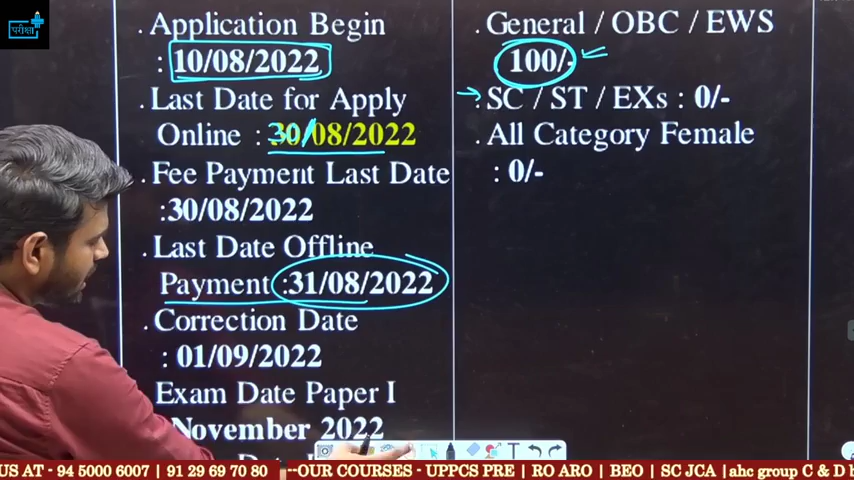 परीक्षा
. Application Begin
: 10/08/2022
. Last Date for Apply
Online : 30/08/2022
. Fee Payment Last Date
:30/08/2022
. Last Date Offline
Payment :31/08/2022
. Correction Date
: 01/09/2022
Exam Date Paper I
November 2022
. General / OBC / EWS
100/-
. SC / ST / EXs : 0/-
. All Category Female
: 0/-
US AT - 94 5000 6007 | 91 29 69 70 80 --OUR COURSES - UPPCS PRE | RO ARO | BEO | SC JCA |ahc group C & D